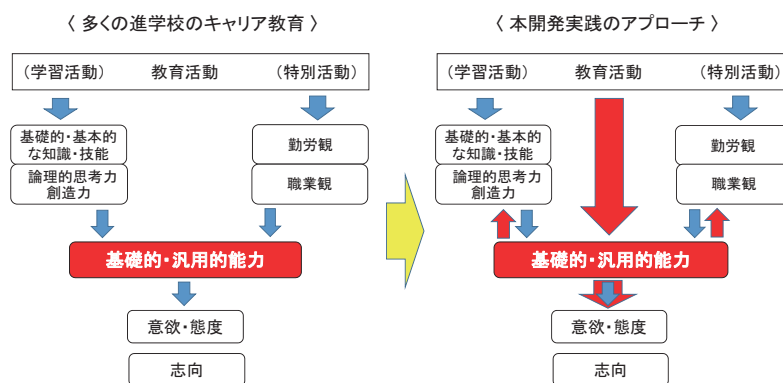 〈 多くの進学校のキャリア教育 〉
(学習活動) 教育活動 (特別活動)
基礎的・基本的
な知識・技能
論理的思考力
創造力
勤労観
職業観
基礎的・汎用的能力
意欲・態度
志向
〈 本開発実践のアプローチ 〉
(学習活動) 教育活動 (特別活動)
基礎的・基本的
な知識・技能
論理的思考力
創造力
勤労観
職業観
基礎的・汎用的能力
意欲・態度
志向